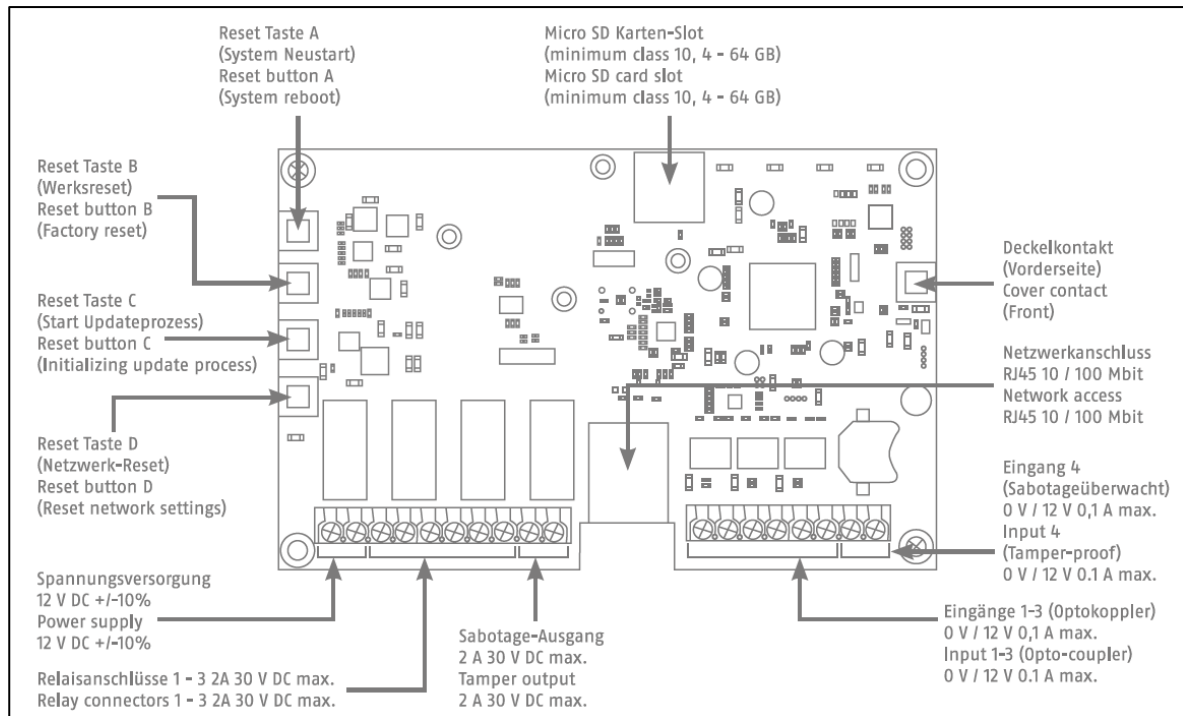 Reset Taste A
(System Neustart)
Reset button A
(System reboot)
Micro SD Karten-Slot
(minimum class 10, 4 - 64 GB)
Micro SD card slot
(minimum class 10, 4 - 64 GB)
Reset Taste B
(Werksreset)
Reset button B
(Factory reset)
Reset Taste C
(Start Updateprozess)
Reset button C
(Initializing update process)
Reset Taste D
(Netzwerk-Reset)
Reset button D
(Reset network settings)
Deckelkontakt
(Vorderseite)
Cover contact
(Front)
Netzwerkanschluss
RJ45 10 / 100 Mbit
Network access
RJ45 10 / 100 Mbit
Eingang 4
(Sabotageüberwacht)
0 V / 12 V 0,1 A max.
Input 4
(Tamper-proof)
0 V / 12 V 0.1 A max.
Spannungsversorgung
12 V DC +/-10%
Power supply
12 V DC +/-10%
Relaisanschlüsse 1 - 3 2A 30 V DC max.
Relay connectors 1 - 3 2A 30 V DC max.
Sabotage-Ausgang
2 A 30 V DC max.
Tamper output
2 A 30 V DC max.
Eingänge 1-3 (Optokoppler)
0 V / 12 V 0,1 A max.
Input 1-3 (Opto-coupler)
0 V / 12 V 0.1 A max.